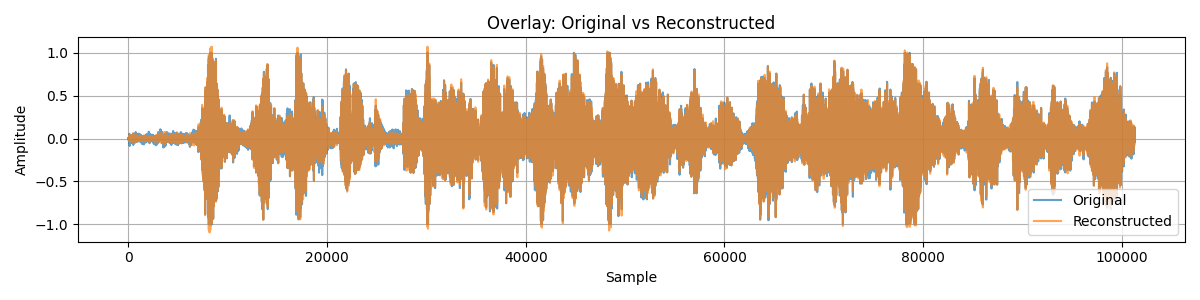 Overlay: Original vs Reconstructed
Amplitude
1.0
0.5
0.0
−0.5
−1.0
Original
Reconstructed
0 20000 40000 60000 80000 100000
Sample